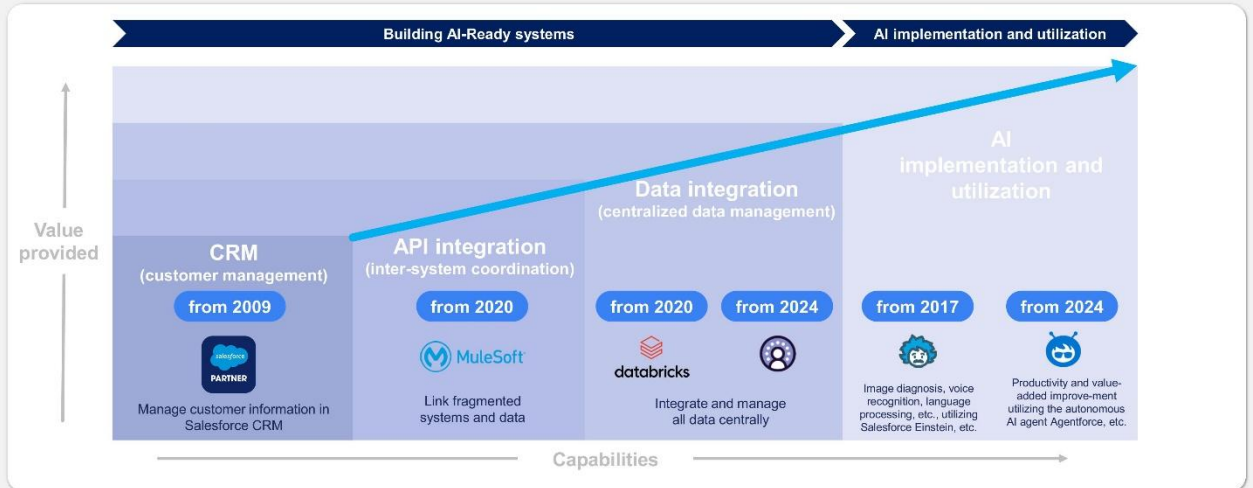 Building AI-Ready systems
AI implementation and utilization
Value
provided
CRM
(customer management)
from 2009
salesforce
PARTNER
Manage customer information in
Salesforce CRM
API integration
(inter-system coordination)
from 2020
MuleSoft
Link fragmented
systems and data
Data integration
(centralized data management)
from 2020
from 2024
databricks
Integrate and manage
all data centrally
AI
implementation and
utilization
from 2017
from 2024
Image diagnosis, voice
recognition, language
processing, etc., utilizing
Salesforce Einstein, etc.
Productivity and value-
added improve-ment
utilizing the autonomous
AI agent Agentforce, etc.
Capabilities